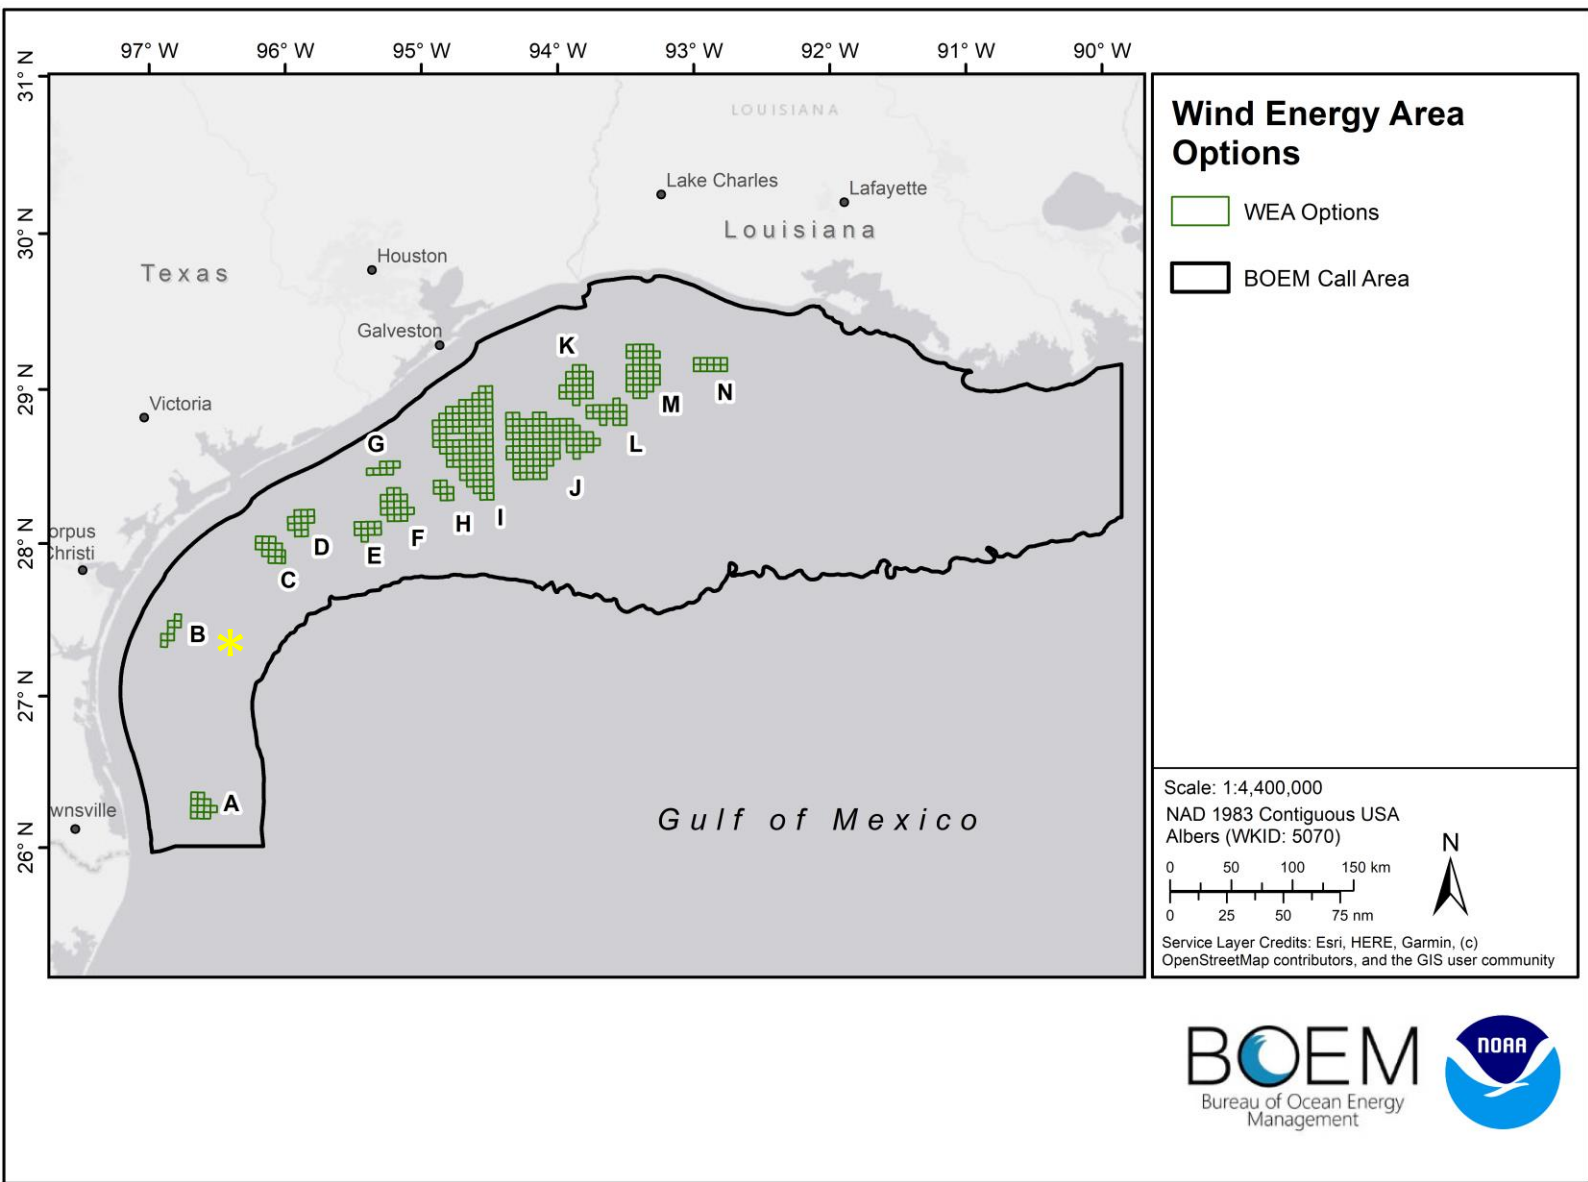 97° W 96° W 95° W 94° W 93° W 92° W 91° W 90° W
31° N
30° N
29° N
28° N
27° N
26° N
LOUISIANA
Lake Charles
Lafayette
Louisiana
Houston
Texas
Galveston
Victoria
orpus
Christi
wnsville
K
M
N
G
L
J
I
H
F
E
D
C
B
*
A
Gulf of Mexico
Wind Energy Area
Options
WEA Options
BOEM Call Area
Scale: 1:4,400,000
NAD 1983 Contiguous USA
Albers (WKID: 5070)
N
0 50 100 150 km
0 25 50 75 nm
Service Layer Credits: Esri, HERE, Garmin, (c)
OpenStreetMap contributors, and the GIS user community
BOEM
Bureau of Ocean Energy
Management
NOAA